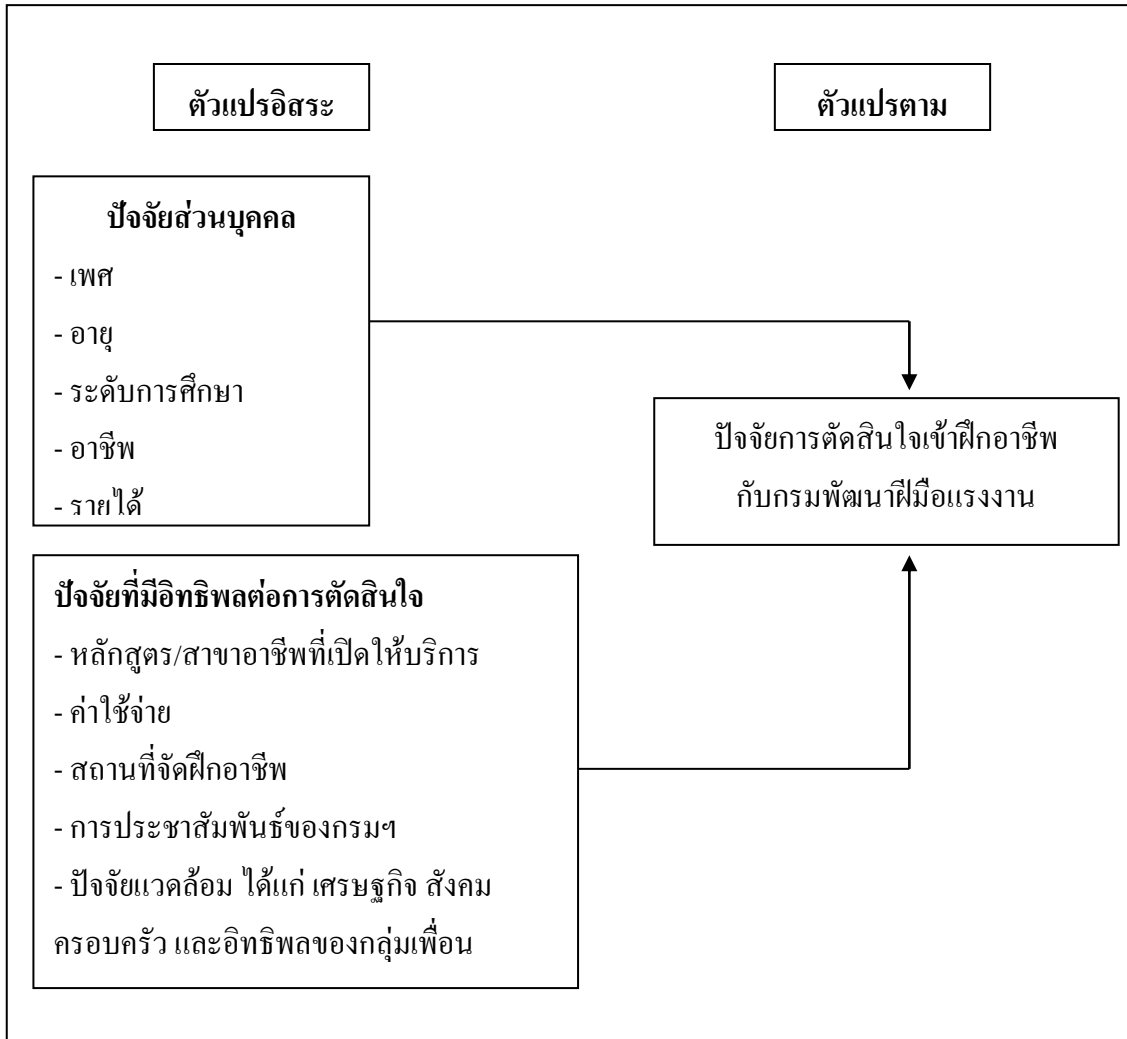 ตัวแปรอิสระ
ตัวแปรตาม
ปัจจัยส่วนบุคคล
- เพศ
- อายุ
- ระดับการศึกษา
- อาชีพ
- รายได้
ปัจจัยการตัดสินใจเข้าฝึกอาชีพ
กับกรมพัฒนาฝีมือแรงงาน
ปัจจัยที่มีอิทธิพลต่อการตัดสินใจ
- หลักสูตร/สาขาอาชีพที่เปิดให้บริการ
- ค่าใช้จ่าย
- สถานที่จัดฝึกอาชีพ
- การประชาสัมพันธ์ของกรมฯ
- ปัจจัยแวดล้อม ได้แก่ เศรษฐกิจ สังคม
ครอบครัว และอิทธิพลของกลุ่มเพื่อน